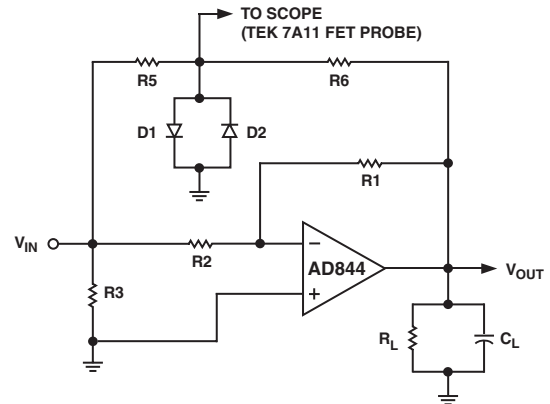 TO SCOPE
(TEK 7A11 FET PROBE)
R5
R6
D1
D2
R1
V_IN
R2
AD844
−
+
V_OUT
R3
R_L
C_L